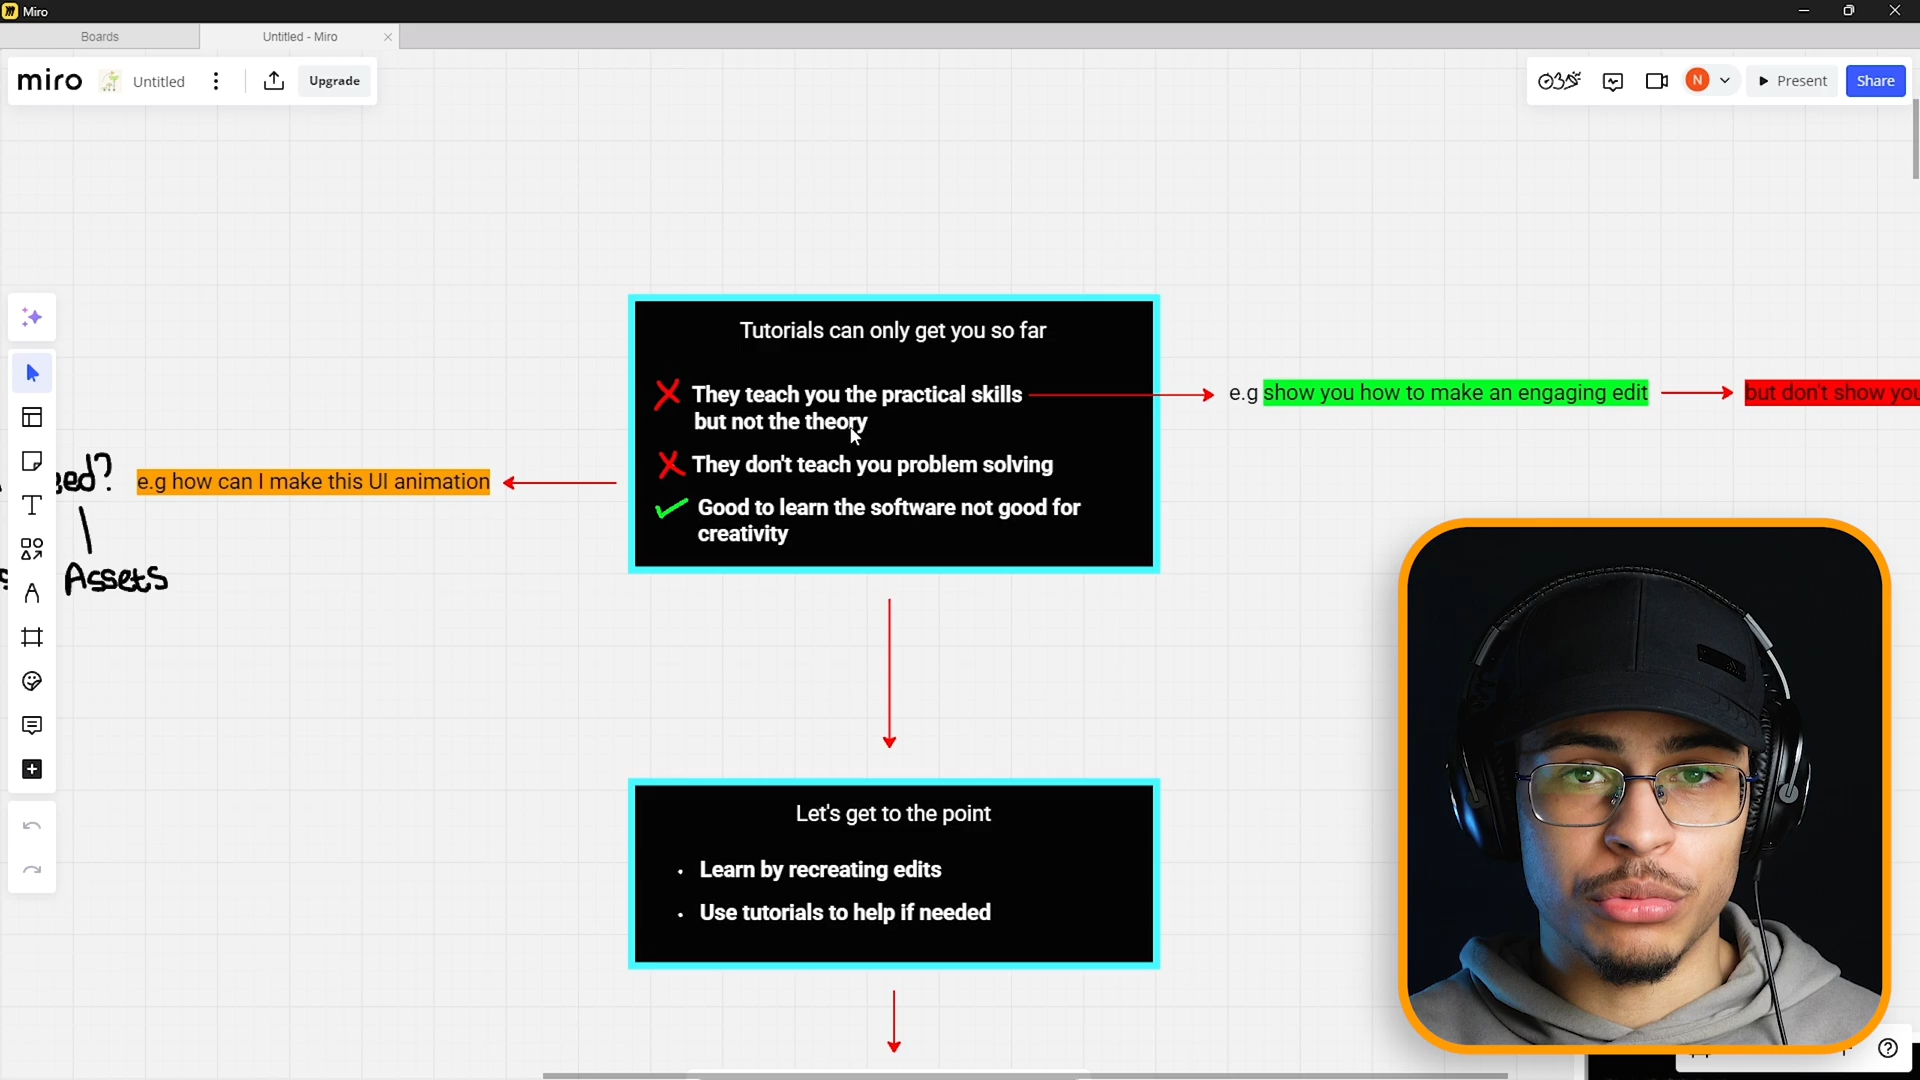 Miro
Boards
Untitled - Miro
miro
Untitled
Upgrade
N
Present
Share
Tutorials can only get you so far
They teach you the practical skills
but not the theory
e.g show you how to make an engaging edit
but don't show you
They don't teach you problem solving
e.g how can I make this UI animation
Good to learn the software not good for
creativity
Assets
Let's get to the point
· Learn by recreating edits
· Use tutorials to help if needed